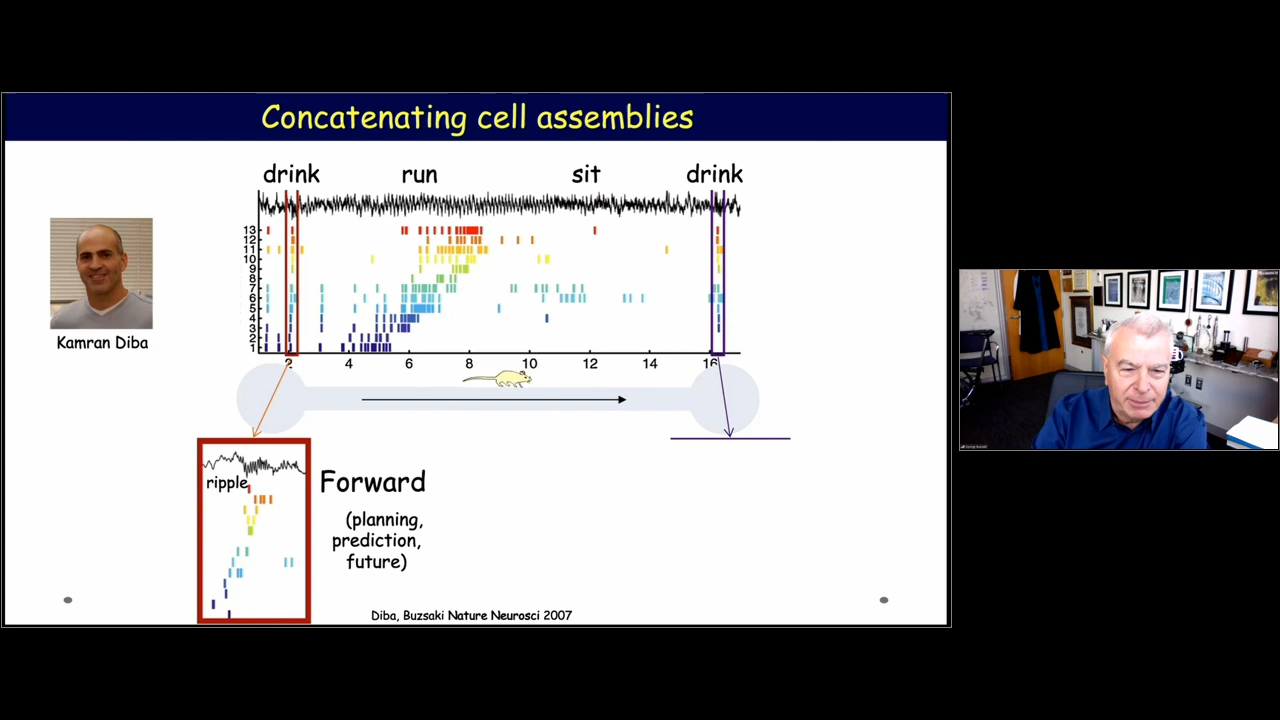 Concatenating cell assemblies
drink run sit drink
13
12
11
10
9
8
7
6
5
4
3
2
1
2 4 6 8 10 12 14 16
Kamran Diba
ripple
Forward
(planning,
prediction,
future)
Diba, Buzsaki Nature Neurosci 2007